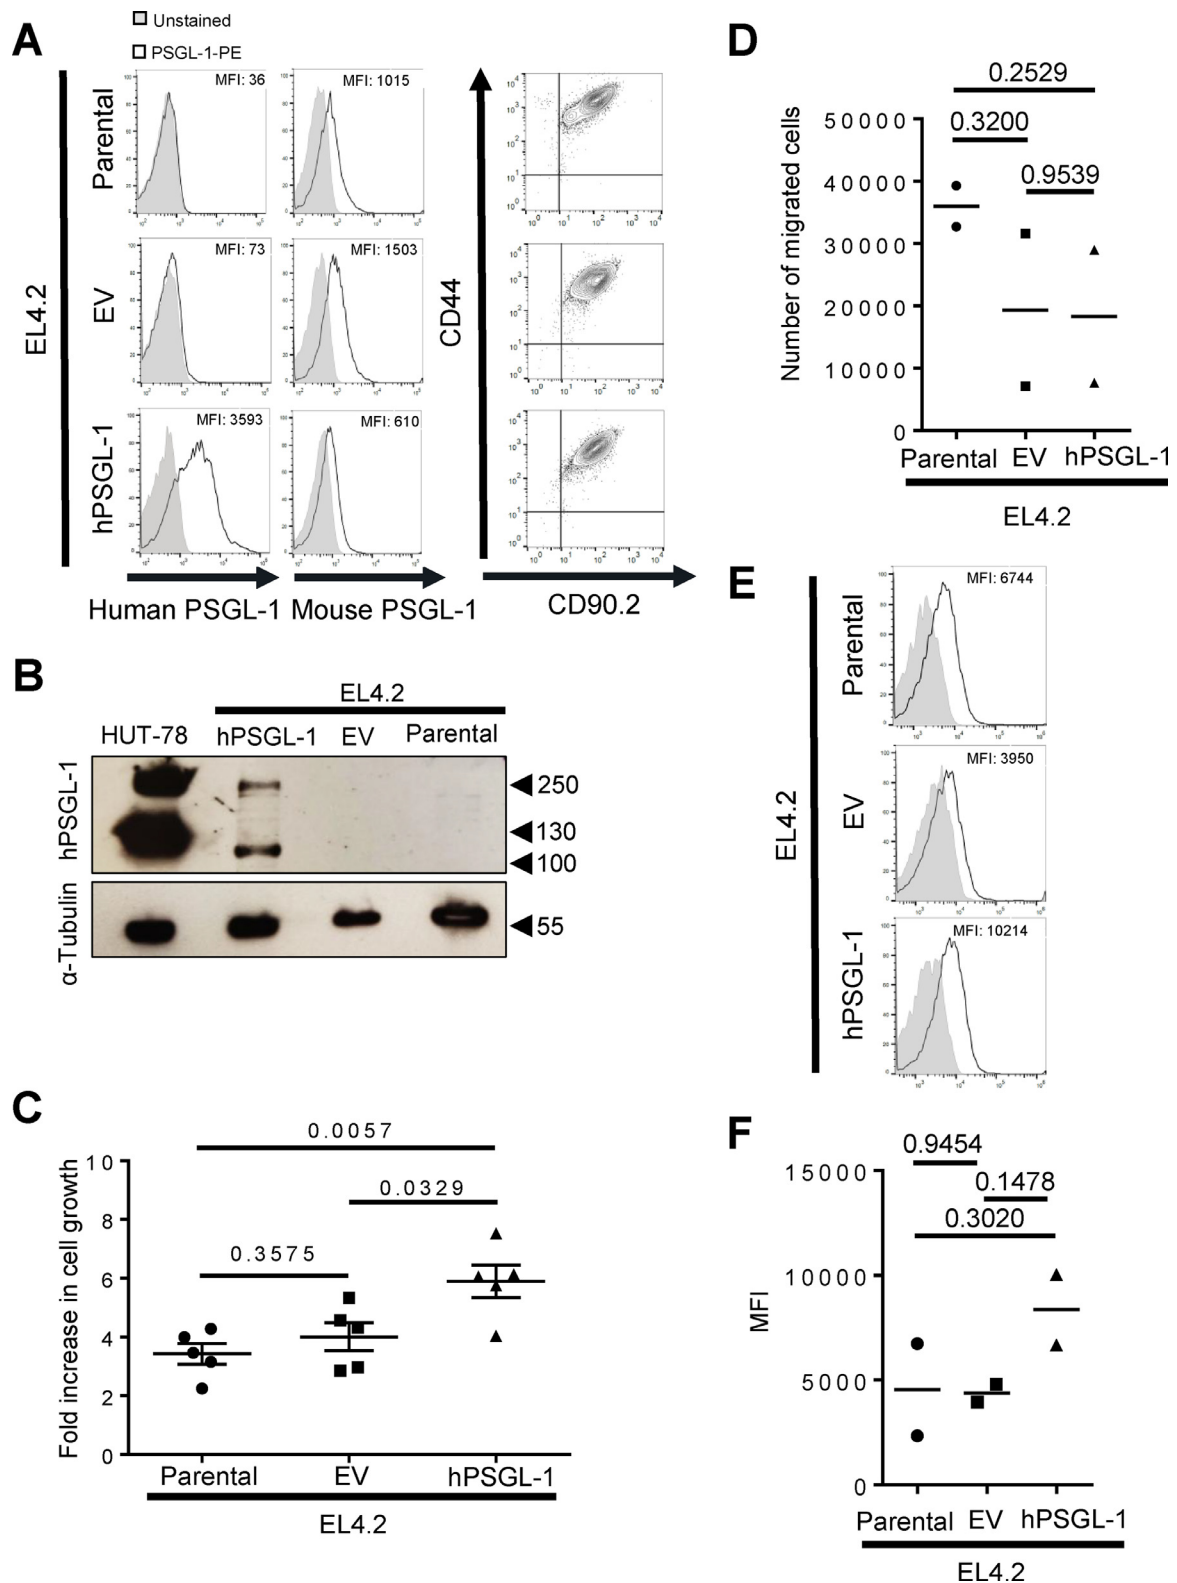 A
Unstained
PSGL-1-PE
EL4.2
Parental
EV
hPSGL-1
MFI: 36
MFI: 1015
MFI: 73
MFI: 1503
MFI: 3593
MFI: 610
Human PSGL-1
Mouse PSGL-1
CD44
CD90.2
B
EL4.2
HUT-78
hPSGL-1
EV
Parental
hPSGL-1
250
130
100
α-Tubulin
55
C
0.0057
0.0329
0.3575
Fold increase in cell growth
10
8
6
4
2
0
Parental
EV
hPSGL-1
EL4.2
D
0.2529
0.3200
0.9539
Number of migrated cells
50000
40000
30000
20000
10000
0
Parental
EV
hPSGL-1
EL4.2
E
EL4.2
Parental
EV
hPSGL-1
MFI: 6744
MFI: 3950
MFI: 10214
F
0.9454
0.1478
0.3020
MFI
15000
10000
5000
0
Parental
EV
hPSGL-1
EL4.2